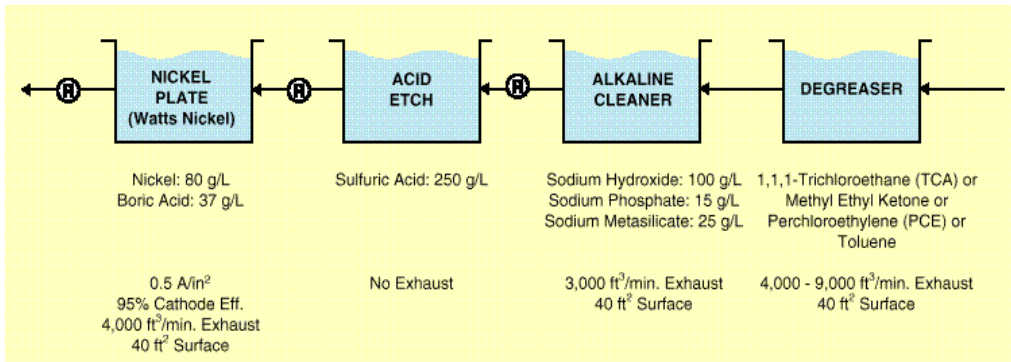 NICKEL
PLATE
(Watts Nickel)
ACID
ETCH
ALKALINE
CLEANER
DEGREASER
R
R
R
Nickel: 80 g/L
Boric Acid: 37 g/L
Sulfuric Acid: 250 g/L
Sodium Hydroxide: 100 g/L
Sodium Phosphate: 15 g/L
Sodium Metasilicate: 25 g/L
1,1,1-Trichloroethane (TCA) or
Methyl Ethyl Ketone or
Perchloroethylene (PCE) or
Toluene
0.5 A/in²
95% Cathode Eff.
4,000 ft³/min. Exhaust
40 ft² Surface
No Exhaust
3,000 ft³/min. Exhaust
40 ft² Surface
4,000 - 9,000 ft³/min. Exhaust
40 ft² Surface